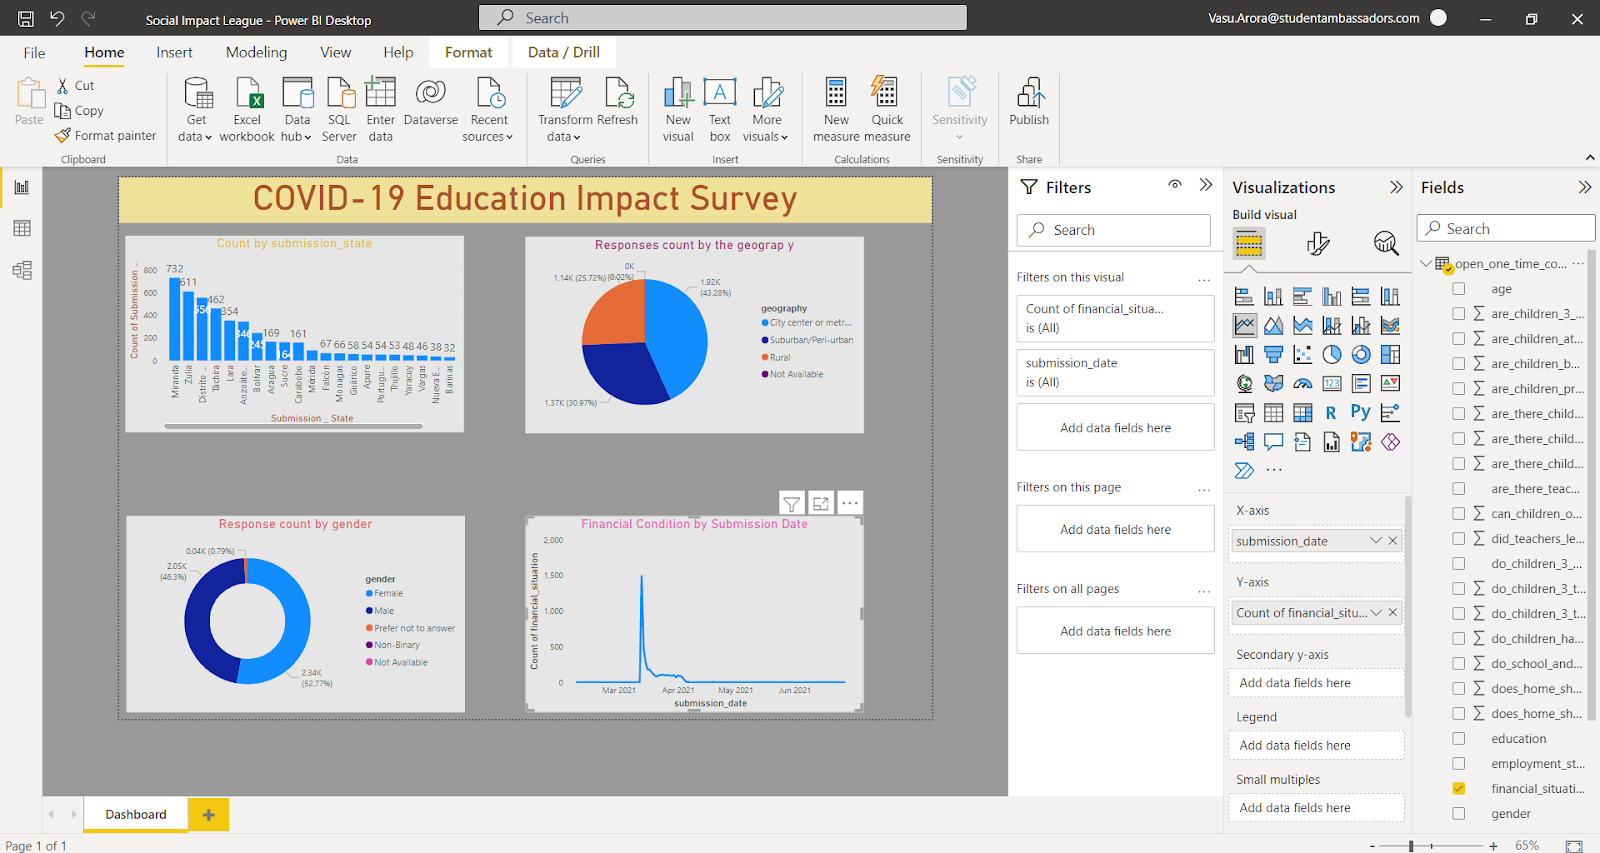 Social Impact League - Power BI Desktop
Search
Vasu.Arora@studentambassadors.com
File
Home
Insert
Modeling
View
Help
Format
Data / Drill
Paste
Cut
Copy
Format painter
Clipboard
Get data
Excel workbook
Data hub
SQL Server
Enter data
Dataverse
Recent sources
Data
Transform data
Refresh
Queries
New visual
Text box
More visuals
Insert
New measure
Quick measure
Calculations
Sensitivity
Sensitivity
Publish
Share
COVID-19 Education Impact Survey
Count by submission_state
Count of Submission ...
800
600
400
200
0
732
611
556
462
354
346
245
169
164
161
67 66 58 54 54 53 48 46 38 32
Miranda
Zulia
Distrito ...
Táchira
Lara
Anzoáte...
Bolívar
Aragua
Sucre
Carabobo
Mérida
Falcón
Monagas
Guárico
Apure
Portugu...
Trujillo
Yaracuy
Vargas
Nueva E...
Barinas
Submission _ State
Responses count by the geograp y
0K
(0.02%)
1.14K (25.72%)
1.92K
(43.28%)
1.37K (30.97%)
geography
City center or metr...
Suburban/Peri-urban
Rural
Not Available
Response count by gender
0.04K (0.79%)
2.05K
(46.3%)
2.34K
(52.77%)
gender
Female
Male
Prefer not to answer
Non-Binary
Not Available
Financial Condition by Submission Date
Count of financial_situation
2,000
1,500
1,000
500
0
Mar 2021
Apr 2021
May 2021
Jun 2021
submission_date
Filters
Search
Filters on this visual
...
Count of financial_situa...
is (All)
submission_date
is (All)
Add data fields here
Filters on this page
...
Add data fields here
Filters on all pages
...
Add data fields here
Visualizations
Build visual
123
R
Py
...
X-axis
submission_date
Y-axis
Count of financial_situ...
Secondary y-axis
Add data fields here
Legend
Add data fields here
Small multiples
Add data fields here
Fields
Search
open_one_time_co...
...
age
are_children_3_...
are_children_at...
are_children_b...
are_children_pr...
are_there_child...
are_there_child...
are_there_child...
are_there_teac...
can_children_o...
did_teachers_le...
do_children_3_...
do_children_3_t...
do_children_3_t...
do_children_ha...
do_school_and...
does_home_sh...
does_home_sh...
education
employment_st...
financial_situati...
gender
Dashboard
Page 1 of 1
- + 65%